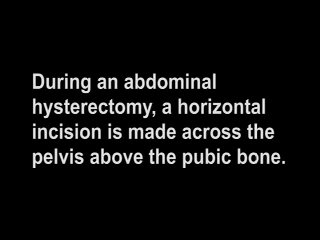 During an abdominal
hysterectomy, a horizontal
incision is made across the
pelvis above the pubic bone.